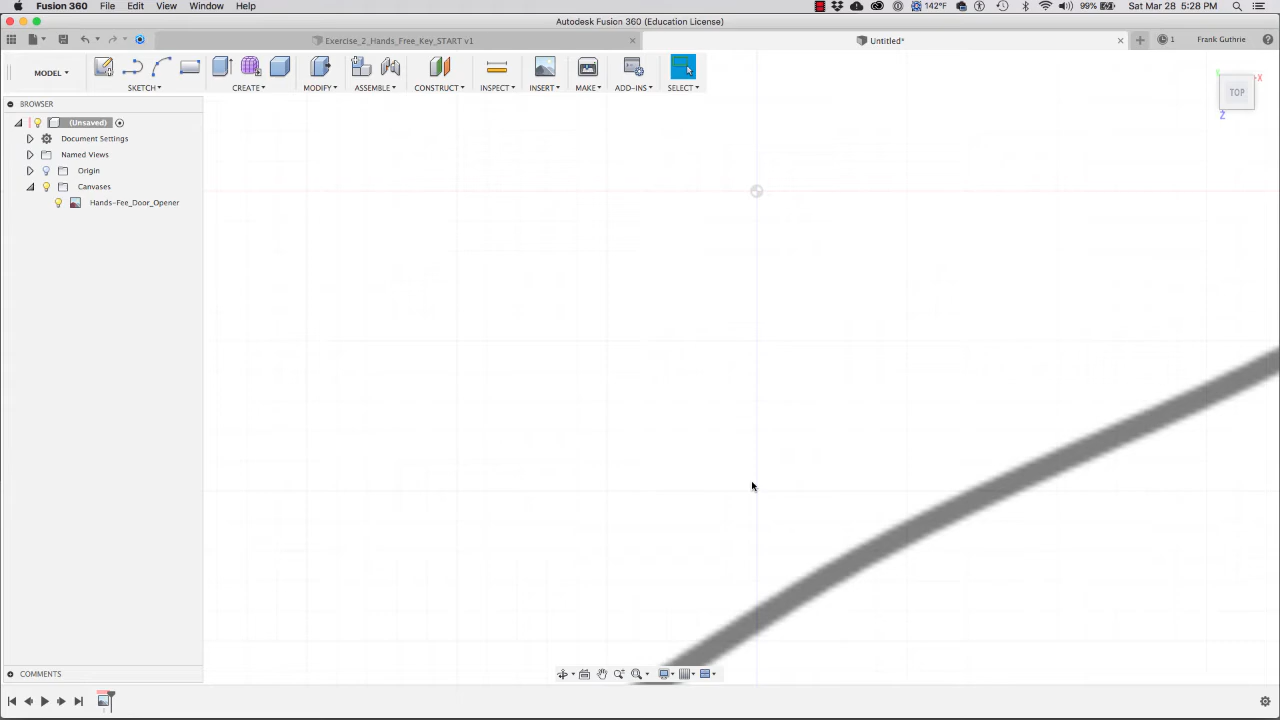 Fusion 360 File Edit View Window Help 142°F 99% Sat Mar 28 5:28 PM
Autodesk Fusion 360 (Education License)
Exercise_2_Hands_Free_Key_START v1 Untitled* 1 Frank Guthrie
MODEL SKETCH CREATE MODIFY ASSEMBLE CONSTRUCT INSPECT INSERT MAKE ADD-INS SELECT
BROWSER
(Unsaved)
Document Settings
Named Views
Origin
Canvases
Hands-Fee_Door_Opener
TOP
X
Z
COMMENTS